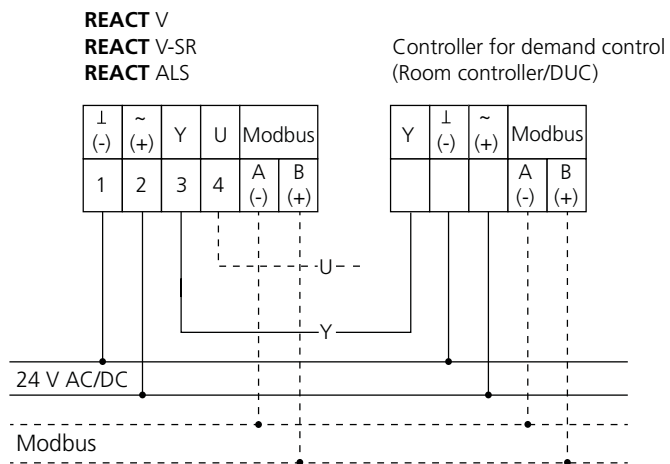 REACT V
REACT V-SR
REACT ALS
Controller for demand control
(Room controller/DUC)
⊥ ~ Y U Modbus
(-) (+)
1 2 3 4 A B
(-) (+)
Y ⊥ ~ Modbus
(-) (+)
A B
(-) (+)
U
Y
24 V AC/DC
Modbus